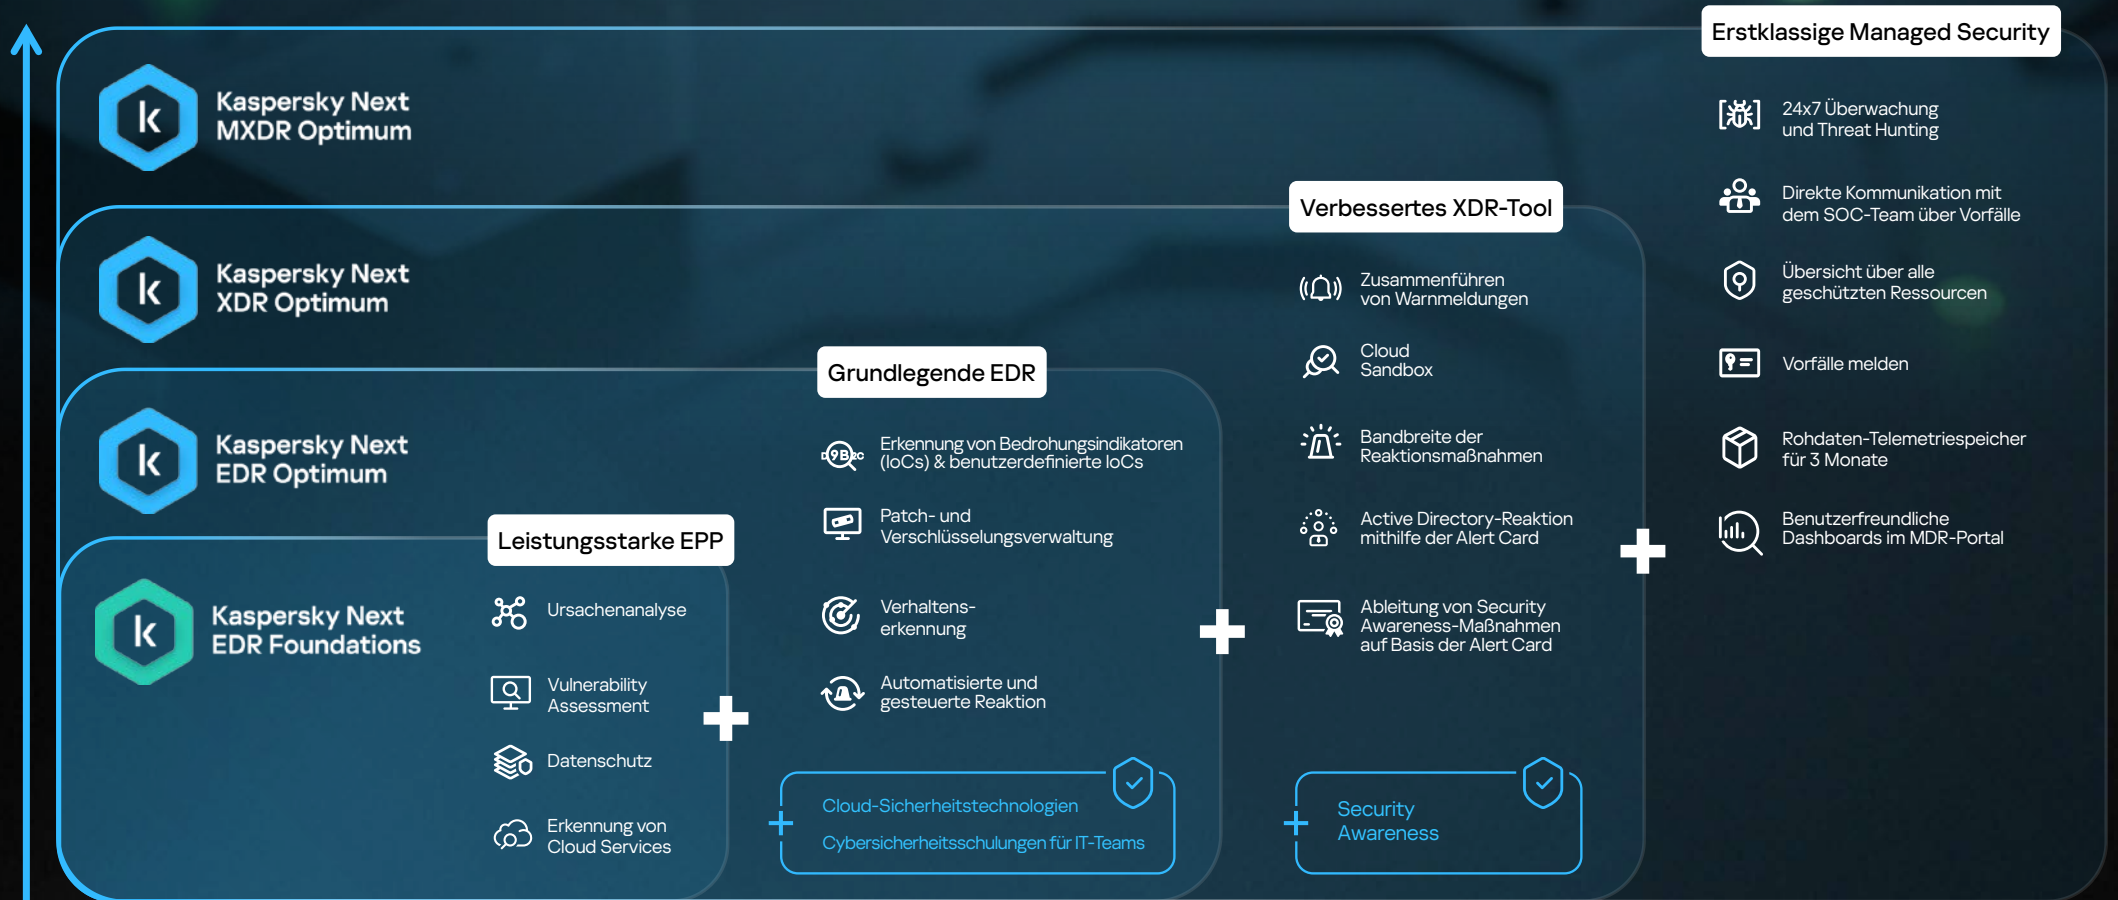 Erstklassige Managed Security
Kaspersky Next
MXDR Optimum
24x7 Überwachung
und Threat Hunting
Direkte Kommunikation mit
dem SOC-Team über Vorfälle
Übersicht über alle
geschützten Ressourcen
Vorfälle melden
Rohdaten-Telemetriespeicher
für 3 Monate
Benutzerfreundliche
Dashboards im MDR-Portal
Verbessertes XDR-Tool
Kaspersky Next
XDR Optimum
Zusammenführen
von Warnmeldungen
Cloud
Sandbox
Bandbreite der
Reaktionsmaßnahmen
Active Directory-Reaktion
mithilfe der Alert Card
Ableitung von Security
Awareness-Maßnahmen
auf Basis der Alert Card
Security
Awareness
Grundlegende EDR
Kaspersky Next
EDR Optimum
Erkennung von Bedrohungsindikatoren
(IoCs) & benutzerdefinierte IoCs
Patch- und
Verschlüsselungsverwaltung
Verhaltens-
erkennung
Automatisierte und
gesteuerte Reaktion
Cloud-Sicherheitstechnologien
Cybersicherheitsschulungen für IT-Teams
Leistungsstarke EPP
Kaspersky Next
EDR Foundations
Ursachenanalyse
Vulnerability
Assessment
Datenschutz
Erkennung von
Cloud Services